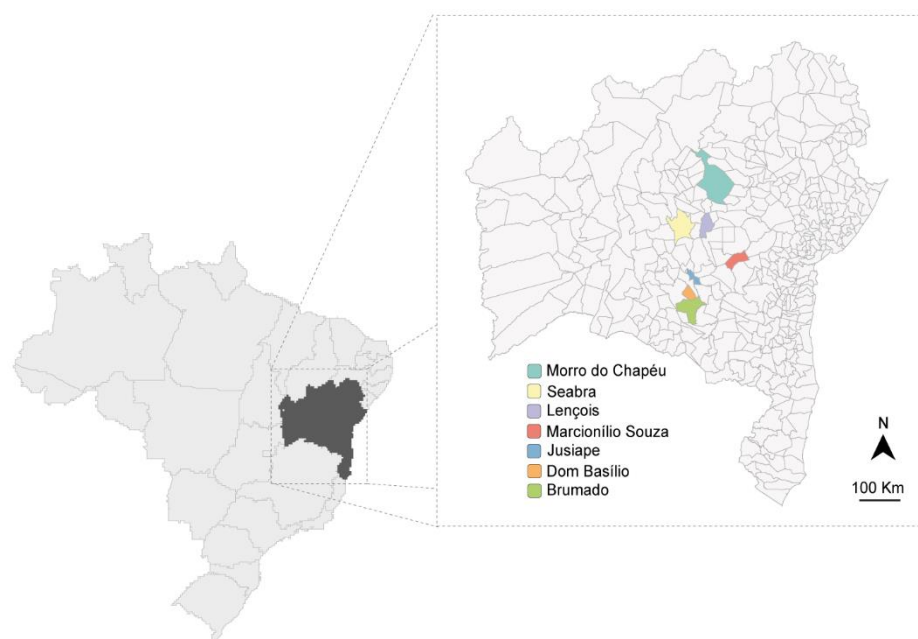 Morro do Chapéu
Seabra
Lençois
Marcionílio Souza
Jusiape
Dom Basílio
Brumado
N
100 Km